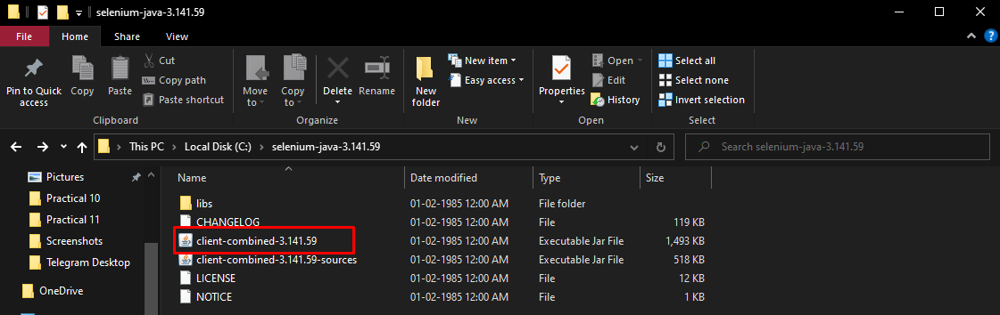 selenium-java-3.141.59
File Home Share View
Pin to Quick access
Copy
Paste
Cut
Copy path
Paste shortcut
Clipboard
Move to
Copy to
Delete
Rename
Organize
New folder
New item
Easy access
New
Properties
Open
Edit
History
Open
Select all
Select none
Invert selection
Select
This PC Local Disk (C:) selenium-java-3.141.59
Search selenium-java-3.141.59
Pictures
Practical 10
Practical 11
Screenshots
Telegram Desktop
OneDrive
Name Date modified Type Size
libs 01-02-1985 12:00 AM File folder
CHANGELOG 01-02-1985 12:00 AM File 119 KB
client-combined-3.141.59 01-02-1985 12:00 AM Executable Jar File 1,493 KB
client-combined-3.141.59-sources 01-02-1985 12:00 AM Executable Jar File 518 KB
LICENSE 01-02-1985 12:00 AM File 12 KB
NOTICE 01-02-1985 12:00 AM File 1 KB